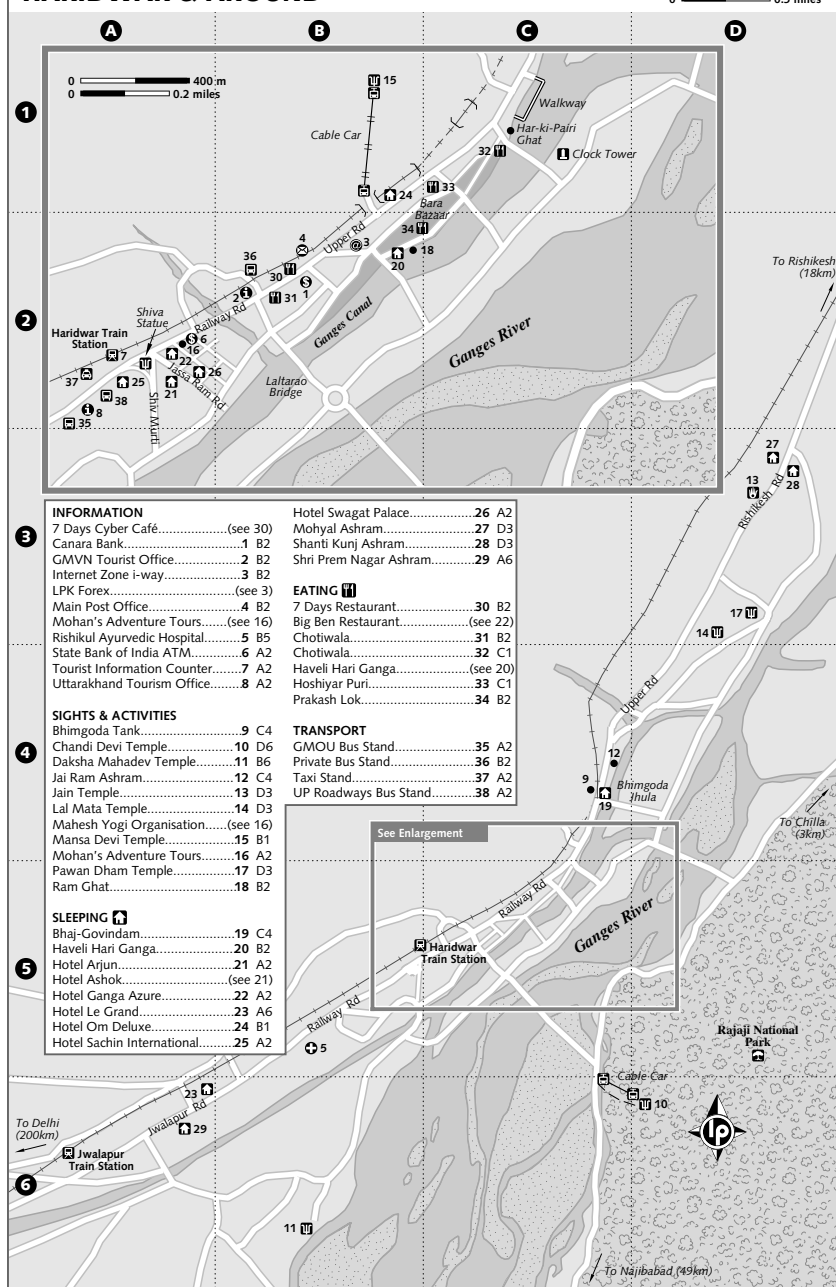 A
B
C
D
1
2
3
4
5
6
0 400 m
0 0.2 miles
0 0.5 miles
15
Cable Car
Walkway
Har-ki-Pairi
Ghat
32
Clock Tower
33
24
Bara
Bazaar
34
4
Upper Rd
3
18
20
36
30
2
31
1
Railway Rd
Shiva
Statue
Haridwar Train
Station
7
6
16
22
26
Jassa Ram Rd
37
25
21
38
8
35
Shiv Murti
Ganges Canal
Laltarao
Bridge
Ganges River
To Rishikesh
(18km)
27
28
13
Rishikesh Rd
17
14
Upper Rd
12
9
Bhimgoda
Jhula
19
To Chilla
(3km)
INFORMATION
7 Days Cyber Café..................(see 30)
Canara Bank..................1 B2
GMVN Tourist Office..................2 B2
Internet Zone i-way..................3 B2
LPK Forex..................(see 3)
Main Post Office..................4 B2
Mohan's Adventure Tours.....(see 16)
Rishikul Ayurvedic Hospital..........5 B5
State Bank of India ATM..............6 A2
Tourist Information Counter........7 A2
Uttarakhand Tourism Office........8 A2
SIGHTS & ACTIVITIES
Bhimgoda Tank..................9 C4
Chandi Devi Temple..................10 D6
Daksha Mahadev Temple..........11 B6
Jai Ram Ashram..................12 C4
Jain Temple..................13 D3
Lal Mata Temple..................14 D3
Mahesh Yogi Organisation.....(see 16)
Mansa Devi Temple..................15 B1
Mohan's Adventure Tours.........16 A2
Pawan Dham Temple..................17 D3
Ram Ghat..................18 B2
SLEEPING
Bhaj-Govindam..................19 C4
Haveli Hari Ganga..................20 B2
Hotel Arjun..................21 A2
Hotel Ashok..................(see 21)
Hotel Ganga Azure..................22 A2
Hotel Le Grand..................23 A6
Hotel Om Deluxe..................24 B1
Hotel Sachin International..........25 A2
Hotel Swagat Palace..................26 A2
Mohyal Ashram..................27 D3
Shanti Kunj Ashram..................28 D3
Shri Prem Nagar Ashram..........29 A6
EATING
7 Days Restaurant..................30 B2
Big Ben Restaurant..................(see 22)
Chotiwala..................31 B2
Chotiwala..................32 C1
Haveli Hari Ganga..................(see 20)
Hoshiyar Puri..................33 C1
Prakash Lok..................34 B2
TRANSPORT
GMOU Bus Stand..................35 A2
Private Bus Stand..................36 B2
Taxi Stand..................37 A2
UP Roadways Bus Stand..........38 A2
See Enlargement
Railway Rd
Ganges River
Haridwar
Train Station
Railway Rd
5
Rajaji National
Park
Cable Car
10
23
Jwalapur Rd
29
To Delhi
(200km)
Jwalapur
Train Station
lp
11
To Najibabad (49km)